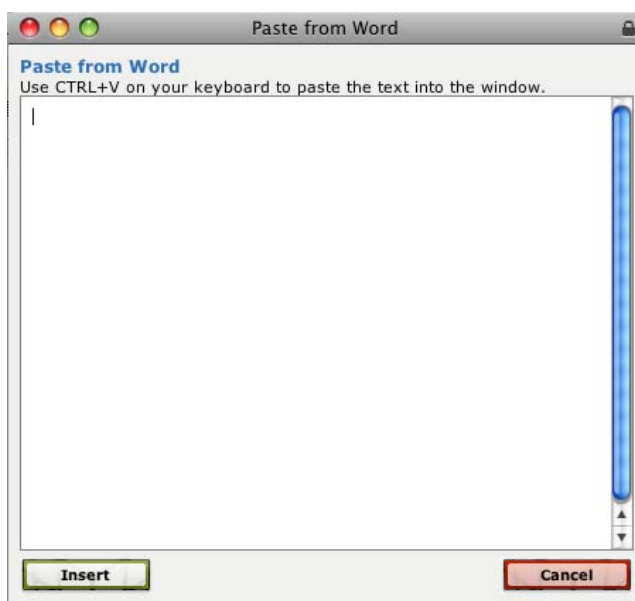 Paste from Word
Paste from Word
Use CTRL+V on your keyboard to paste the text into the window.
Insert
Cancel